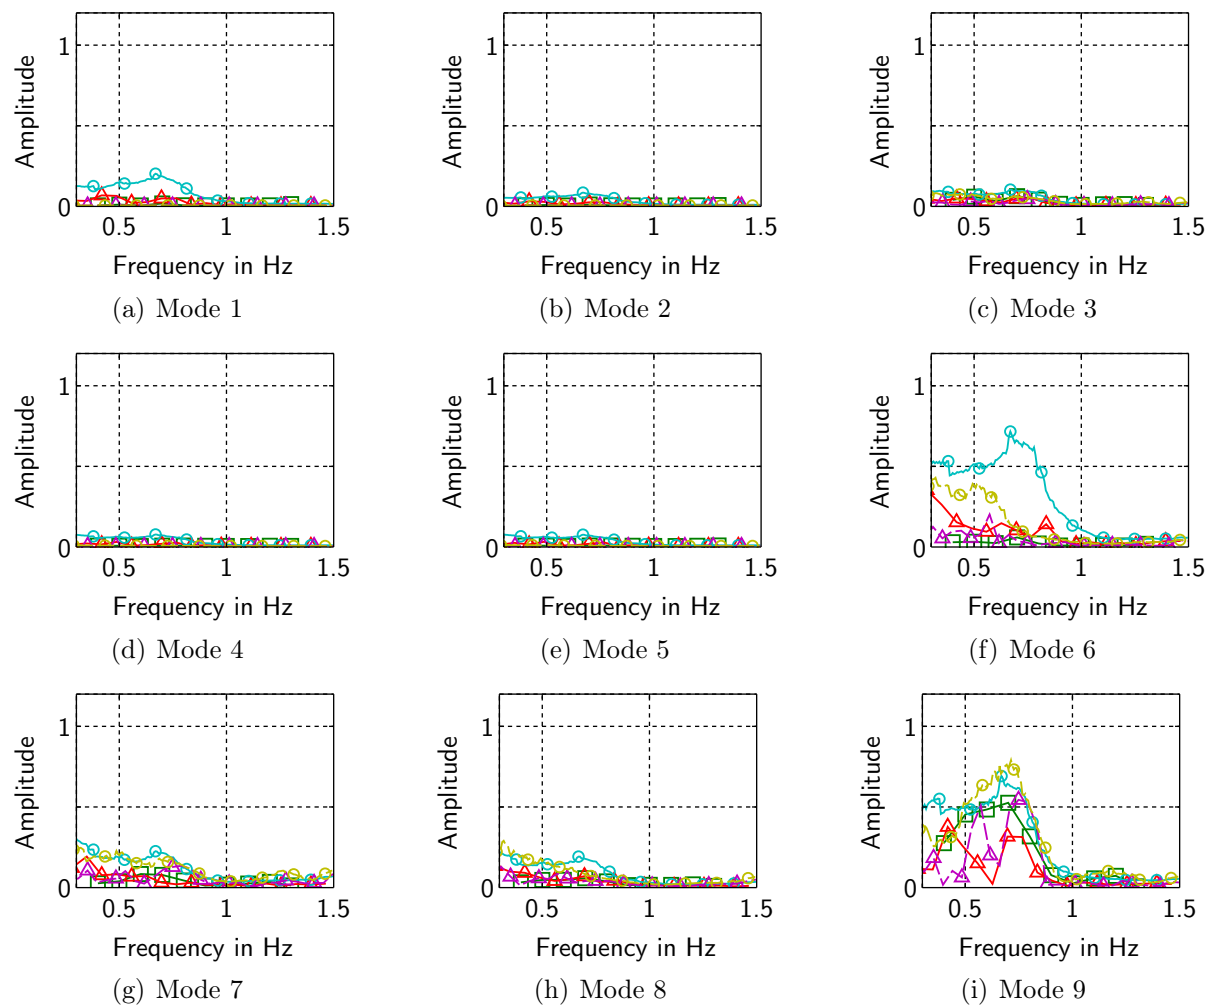 1 1 1
Amplitude Amplitude Amplitude
0 0 0
0.5 1 1.5 0.5 1 1.5 0.5 1 1.5
Frequency in Hz Frequency in Hz Frequency in Hz
(a) Mode 1 (b) Mode 2 (c) Mode 3
1 1 1
Amplitude Amplitude Amplitude
0 0 0
0.5 1 1.5 0.5 1 1.5 0.5 1 1.5
Frequency in Hz Frequency in Hz Frequency in Hz
(d) Mode 4 (e) Mode 5 (f) Mode 6
1 1 1
Amplitude Amplitude Amplitude
0 0 0
0.5 1 1.5 0.5 1 1.5 0.5 1 1.5
Frequency in Hz Frequency in Hz Frequency in Hz
(g) Mode 7 (h) Mode 8 (i) Mode 9